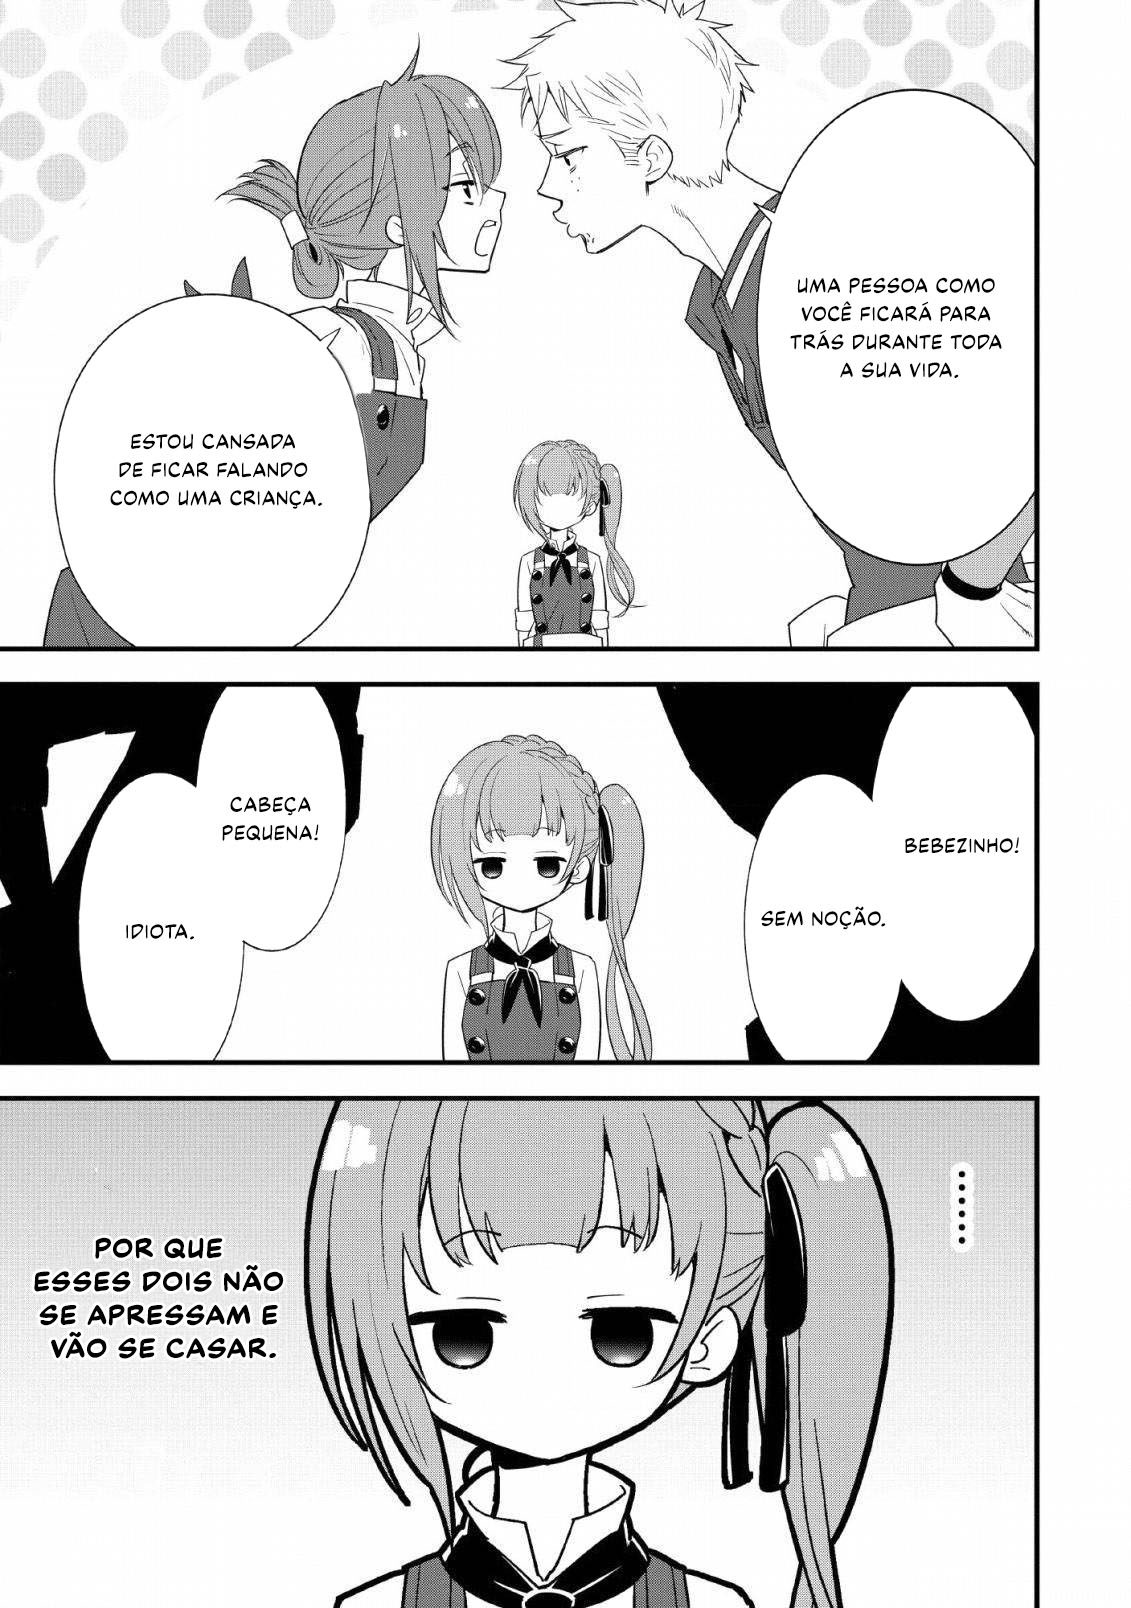 UMA PESSOA COMO
VOCÊ FICARÁ PARA
TRÁS DURANTE TODA
A SUA VIDA.
ESTOU CANSADA
DE FICAR FALANDO
COMO UMA CRIANÇA.
BEBEZINHO!
SEM NOÇÃO.
CABEÇA
PEQUENA!
IDIOTA.
......
POR QUE
ESSES DOIS NÃO
SE APRESSAM E
VÃO SE CASAR.